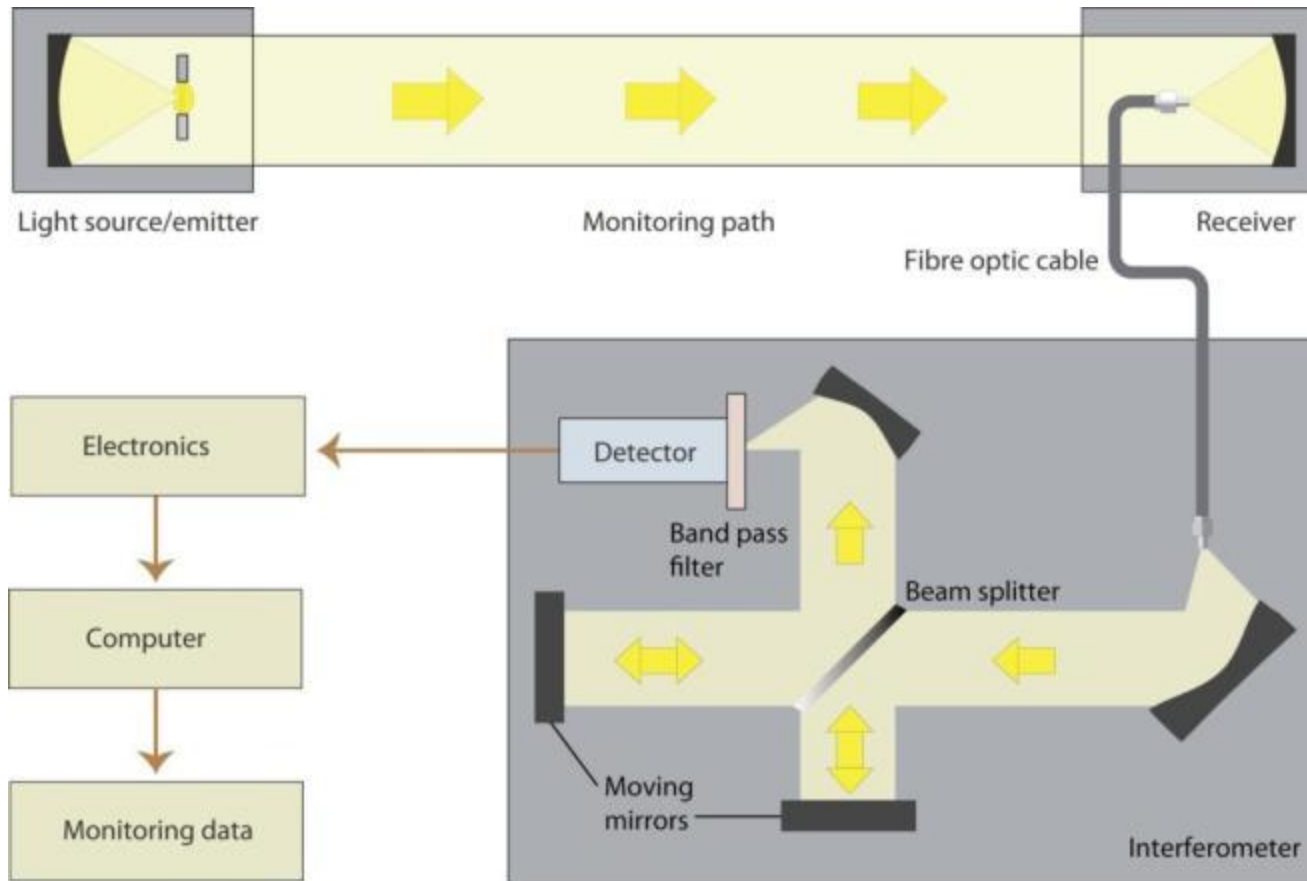 Light source/emitter
Monitoring path
Receiver
Fibre optic cable
Electronics
Detector
Band pass
filter
Beam splitter
Computer
Moving
mirrors
Monitoring data
Interferometer